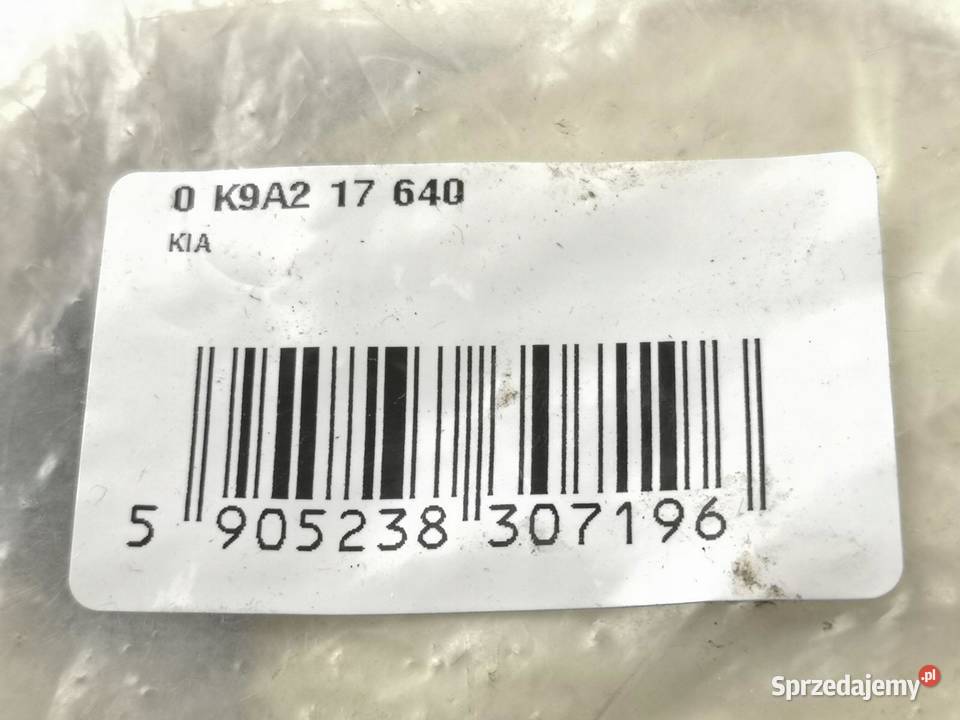 0 K9A2 17 640
KIA
5 905238 307196
Sprzedajemy.pl